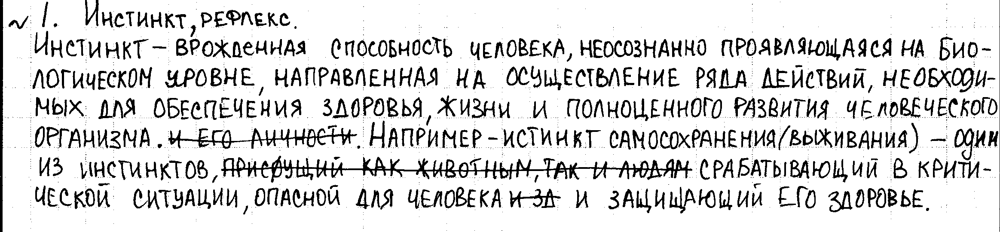 ~ 1. Инстинкт, рефлекс.
Инстинкт – врожденная способность человека, неосознанно проявляющаяся на био-
логическом уровне, направленная на осуществление ряда действий, необходи-
мых для обеспечения здоровья, жизни и полноценного развития человеческого
организма. и его личности. Например - истинкт самосохранения (выживания) – один
из инстинктов, присущий как животным, так и людям срабатывающий в крити-
ческой ситуации, опасной для человека и зд и защищающий его здоровье.